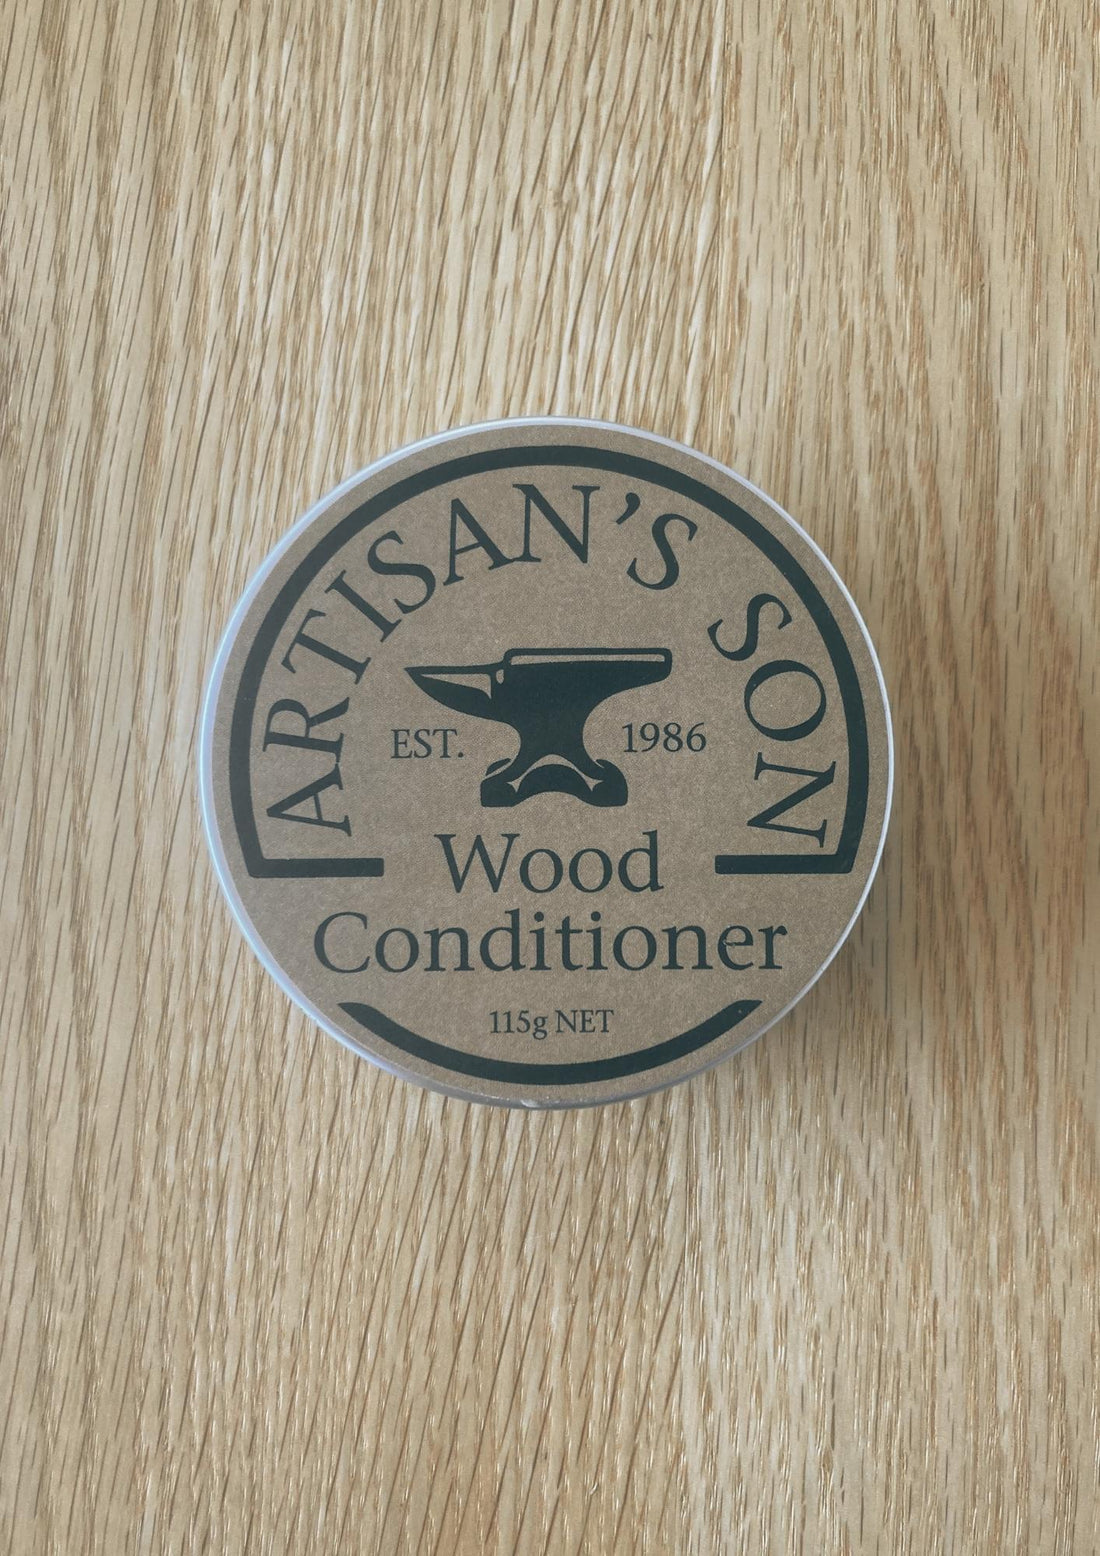 ARTISAN'S SON
EST. 1986
Wood
Conditioner
115g NET